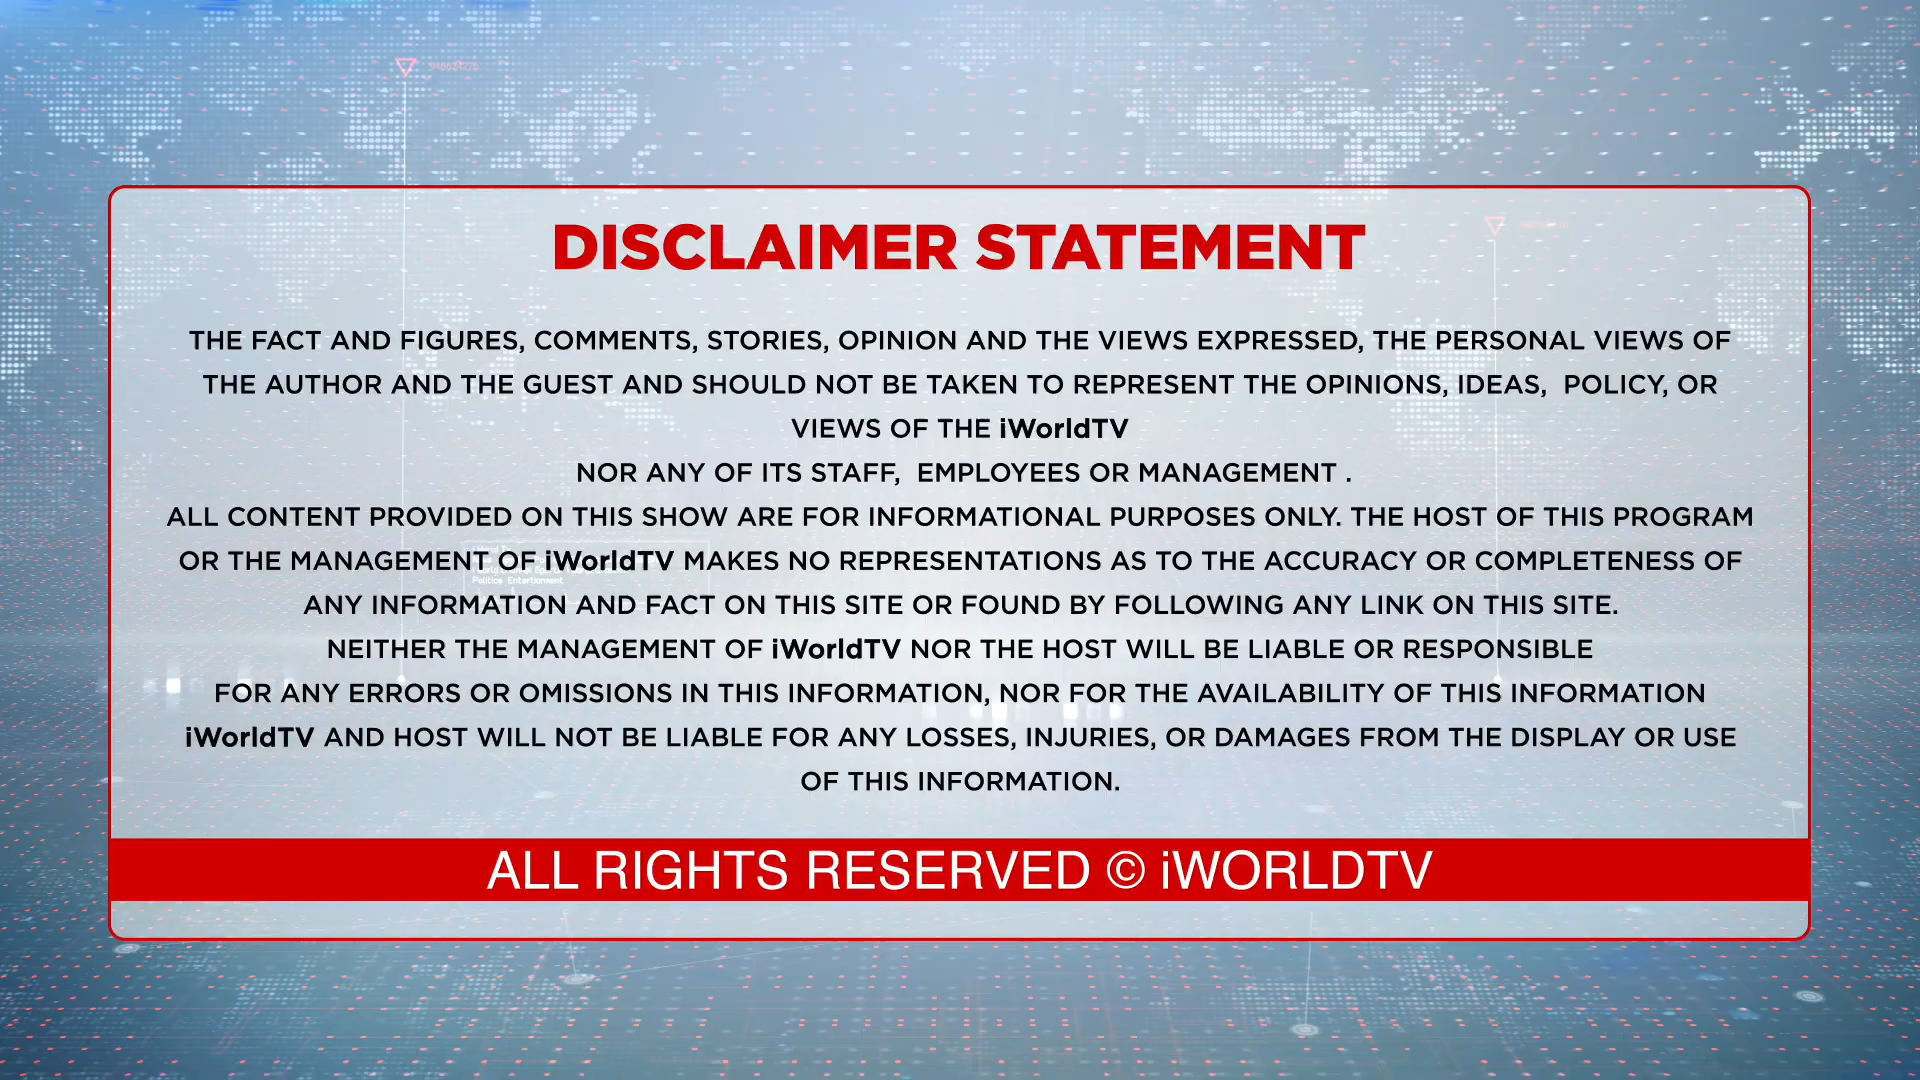 DISCLAIMER STATEMENT
THE FACT AND FIGURES, COMMENTS, STORIES, OPINION AND THE VIEWS EXPRESSED, THE PERSONAL VIEWS OF
THE AUTHOR AND THE GUEST AND SHOULD NOT BE TAKEN TO REPRESENT THE OPINIONS, IDEAS, POLICY, OR
VIEWS OF THE iWorldTV
NOR ANY OF ITS STAFF, EMPLOYEES OR MANAGEMENT .
ALL CONTENT PROVIDED ON THIS SHOW ARE FOR INFORMATIONAL PURPOSES ONLY. THE HOST OF THIS PROGRAM
OR THE MANAGEMENT OF iWorldTV MAKES NO REPRESENTATIONS AS TO THE ACCURACY OR COMPLETENESS OF
Politice Entertionment
ANY INFORMATION AND FACT ON THIS SITE OR FOUND BY FOLLOWING ANY LINK ON THIS SITE.
NEITHER THE MANAGEMENT OF iWorldTV NOR THE HOST WILL BE LIABLE OR RESPONSIBLE
FOR ANY ERRORS OR OMISSIONS IN THIS INFORMATION, NOR FOR THE AVAILABILITY OF THIS INFORMATION
iWorldTV AND HOST WILL NOT BE LIABLE FOR ANY LOSSES, INJURIES, OR DAMAGES FROM THE DISPLAY OR USE
OF THIS INFORMATION.
ALL RIGHTS RESERVED © iWORLDTV